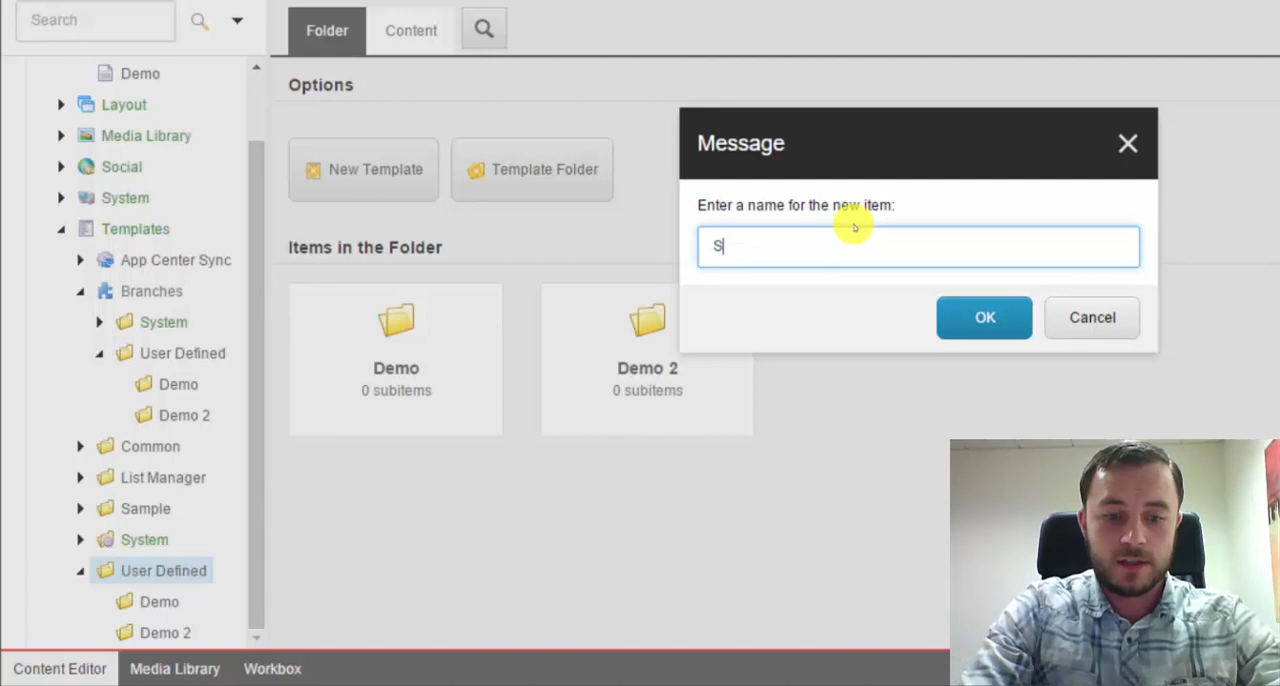 Search
Folder
Content
Demo
Layout
Media Library
Social
System
Templates
App Center Sync
Branches
System
User Defined
Demo
Demo 2
Common
List Manager
Sample
System
User Defined
Demo
Demo 2
Options
New Template
Template Folder
Items in the Folder
Demo
0 subitems
Demo 2
0 subitems
Message
Enter a name for the new item:
S
OK
Cancel
Content Editor
Media Library
Workbox